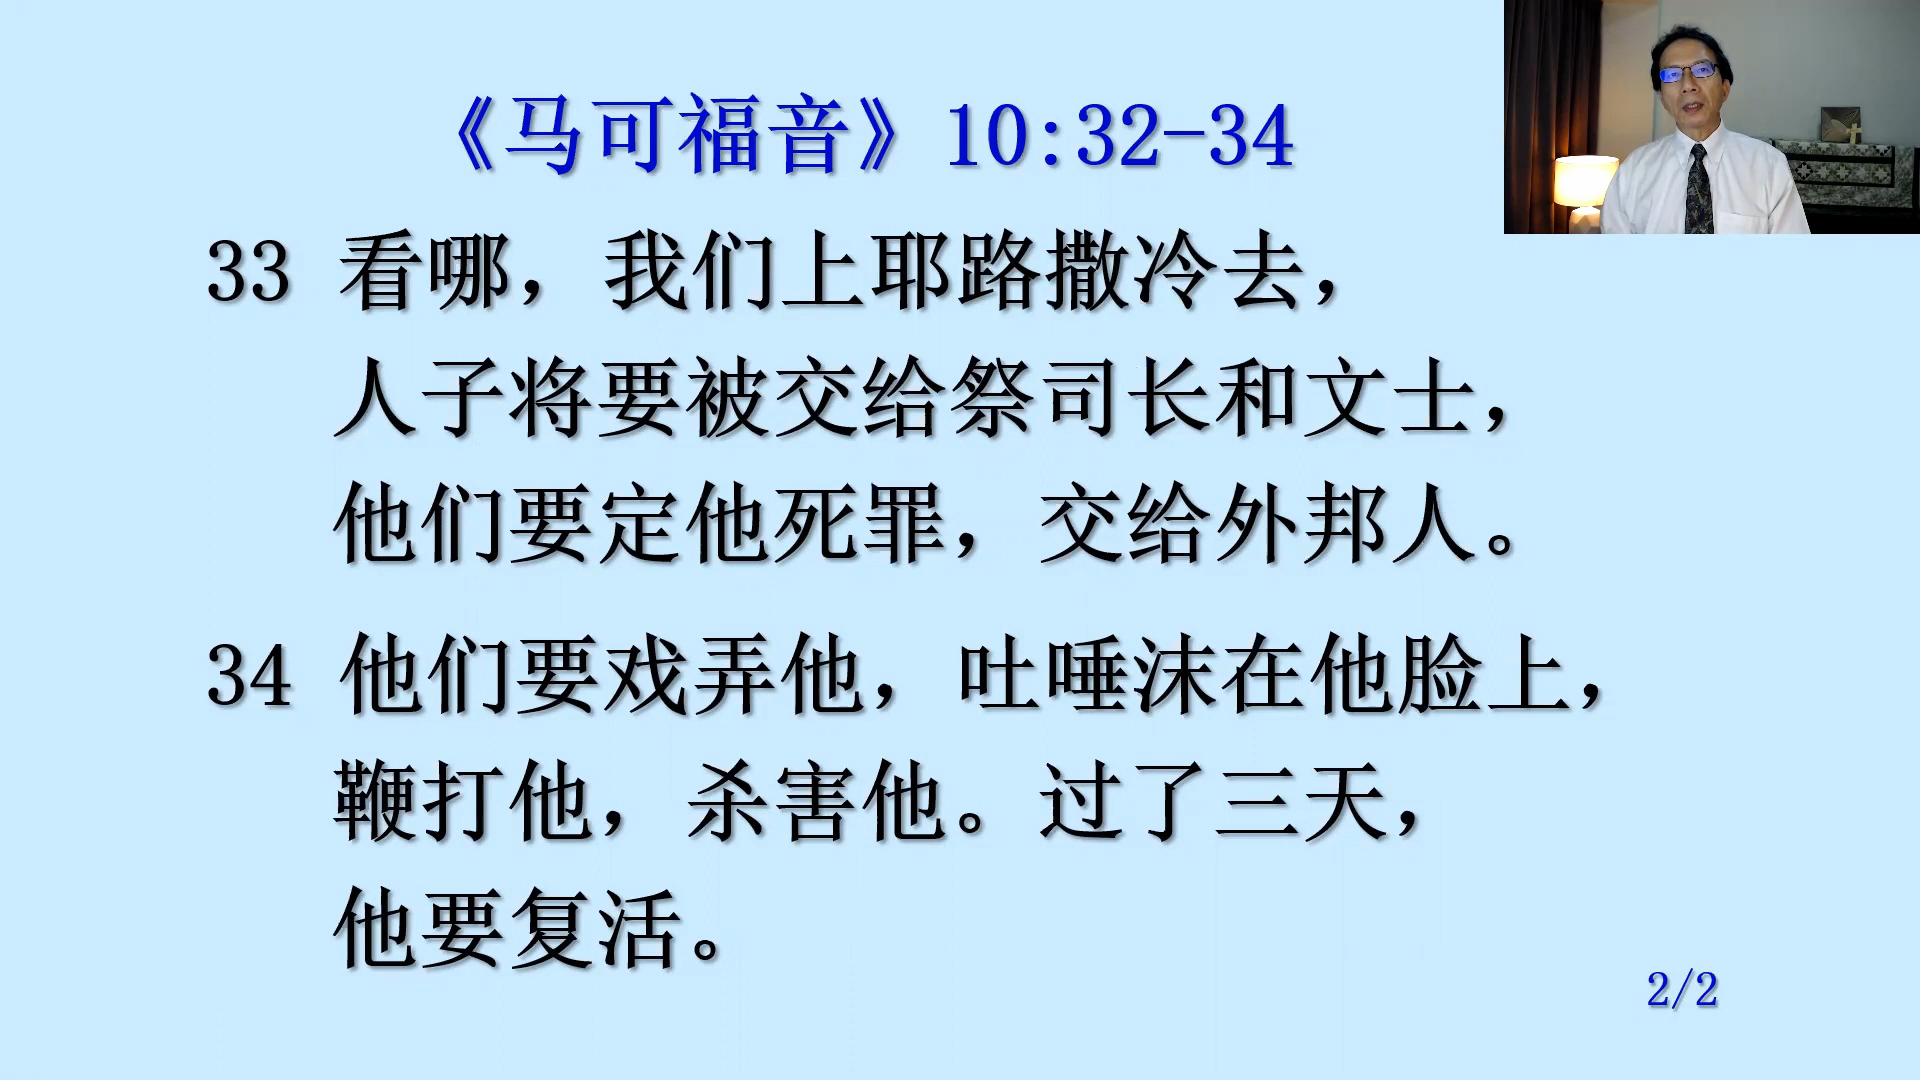 《马可福音》10:32-34
33 看哪，我们上耶路撒冷去，
人子将要被交给祭司长和文士，
他们要定他死罪，交给外邦人。
34 他们要戏弄他，吐唾沫在他脸上，
鞭打他，杀害他。过了三天，
他要复活。
2/2